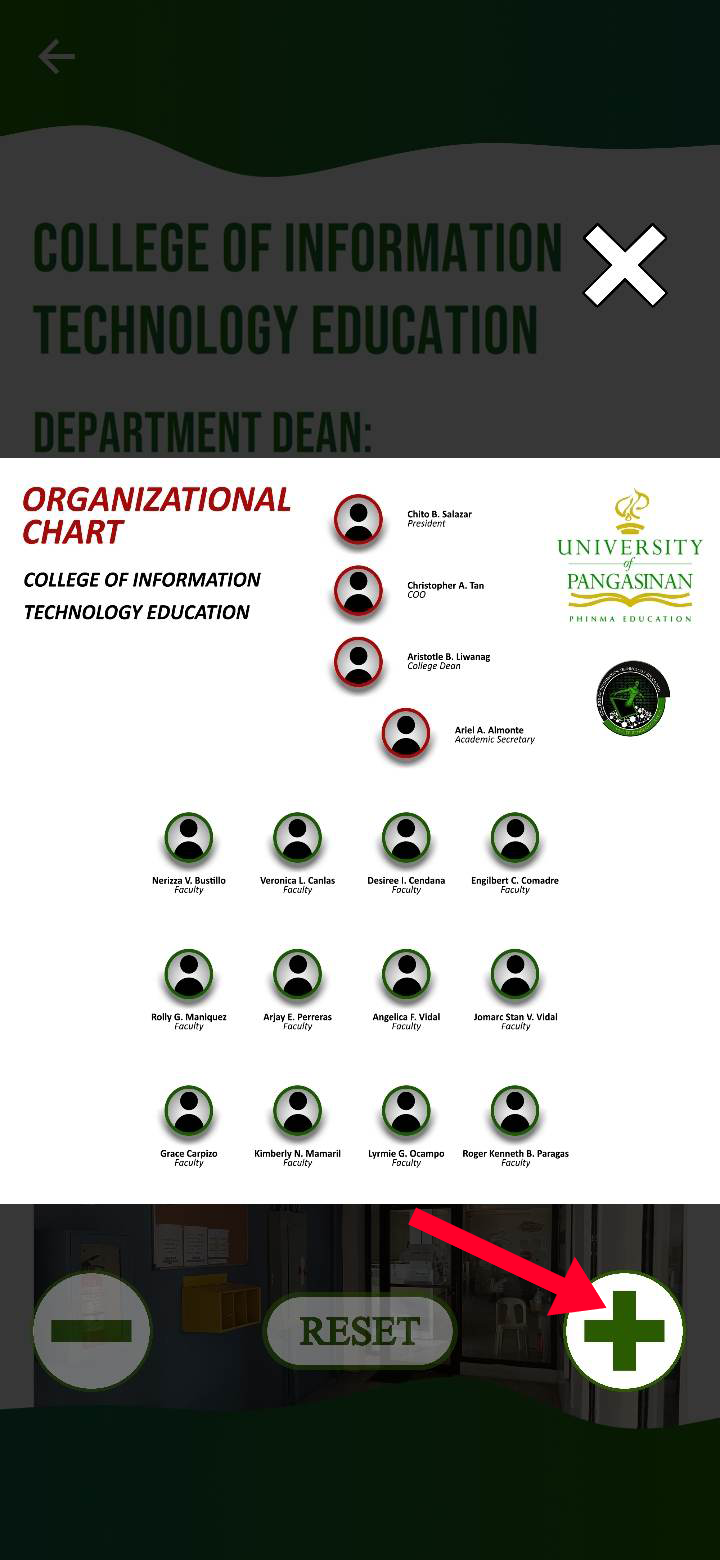 COLLEGE OF INFORMATION
TECHNOLOGY EDUCATION
DEPARTMENT DEAN:
ORGANIZATIONAL
CHART
COLLEGE OF INFORMATION
TECHNOLOGY EDUCATION
Chito B. Salazar
President
Christopher A. Tan
COO
Aristotle B. Liwanag
College Dean
Ariel A. Almonte
Academic Secretary
UNIVERSITY
of
PANGASINAN
PHINMA EDUCATION
Nerizza V. Bustillo
Faculty
Veronica L. Canlas
Faculty
Desiree I. Cendana
Faculty
Engilbert C. Comadre
Faculty
Rolly G. Maniquez
Faculty
Arjay E. Perreras
Faculty
Angelica F. Vidal
Faculty
Jomarc Stan V. Vidal
Faculty
Grace Carpizo
Faculty
Kimberly N. Mamaril
Faculty
Lyrmie G. Ocampo
Faculty
Roger Kenneth B. Paragas
Faculty
RESET